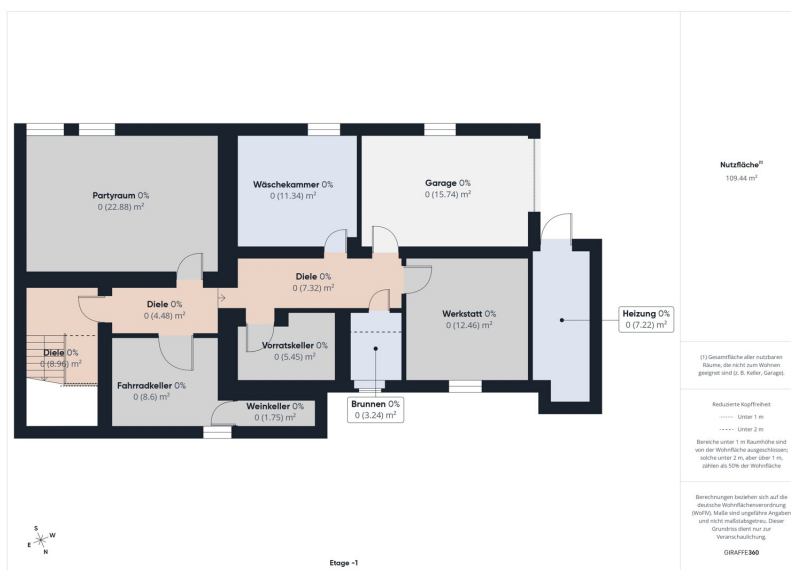 Partyraum 0%
0 (22.88) m²
Wäschekammer 0%
0 (11.34) m²
Garage 0%
0 (15.74) m²
Diele 0%
0 (7.32) m²
Diele 0%
0 (4.48) m²
Werkstatt 0%
0 (12.46) m²
Heizung 0%
0 (7.22) m²
Diele 0%
0 (8.96) m²
Vorratskeller 0%
0 (5.45) m²
Fahrradkeller 0%
0 (8.6) m²
Weinkeller 0%
0 (1.75) m²
Brunnen 0%
0 (3.24) m²
S
W
E
N
Etage -1
Nutzfläche⁽¹⁾
109.44 m²
(1) Gesamtfläche aller nutzbaren
Räume, die nicht zum Wohnen
geeignet sind (z. B. Keller, Garage).
Reduzierte Kopffreiheit
Unter 1 m
Unter 2 m
Bereiche unter 1 m Raumhöhe sind
von der Wohnfläche ausgeschlossen;
solche unter 2 m, aber über 1 m,
zählen als 50% der Wohnfläche
Berechnungen beziehen sich auf die
deutsche Wohnflächenverordnung
(WoFlV). Maße sind ungefähre Angaben
und nicht maßstabsgetreu. Dieser
Grundriss dient nur zur
Veranschaulichung.
GIRAFFE360